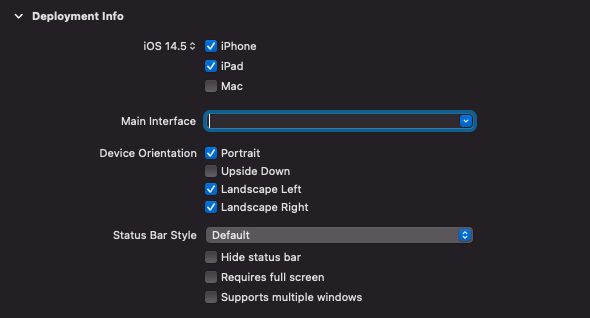 Deployment Info
iOS 14.5 iPhone
iPad
Mac
Main Interface
Device Orientation Portrait
Upside Down
Landscape Left
Landscape Right
Status Bar Style Default
Hide status bar
Requires full screen
Supports multiple windows